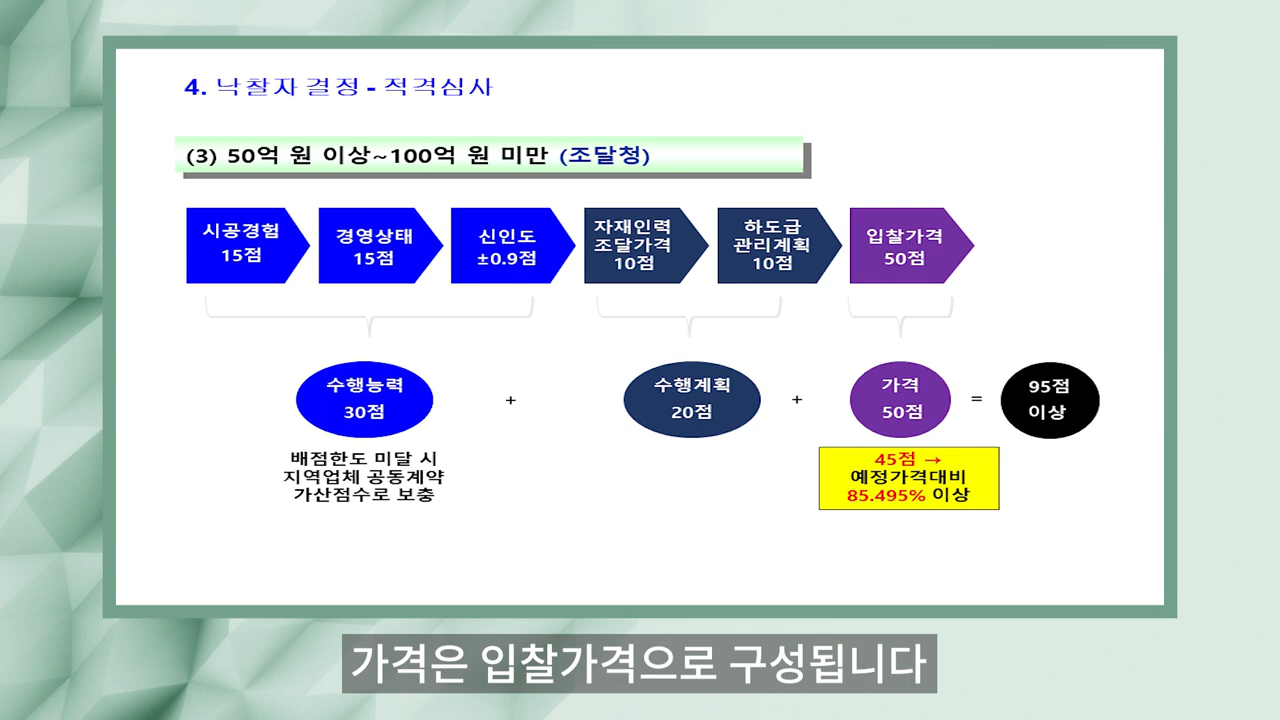 4. 낙찰자 결정 - 적격심사
(3) 50억 원 이상~100억 원 미만 (조달청)
시공경험
15점
경영상태
15점
신인도
±0.9점
자재인력
조달가격
10점
하도급
관리계획
10점
입찰가격
50점
수행능력
30점
+
수행계획
20점
+
가격
50점
=
95점
이상
배점한도 미달 시
지역업체 공동계약
가산점수로 보충
45점 →
예정가격대비
85.495% 이상
가격은 입찰가격으로 구성됩니다